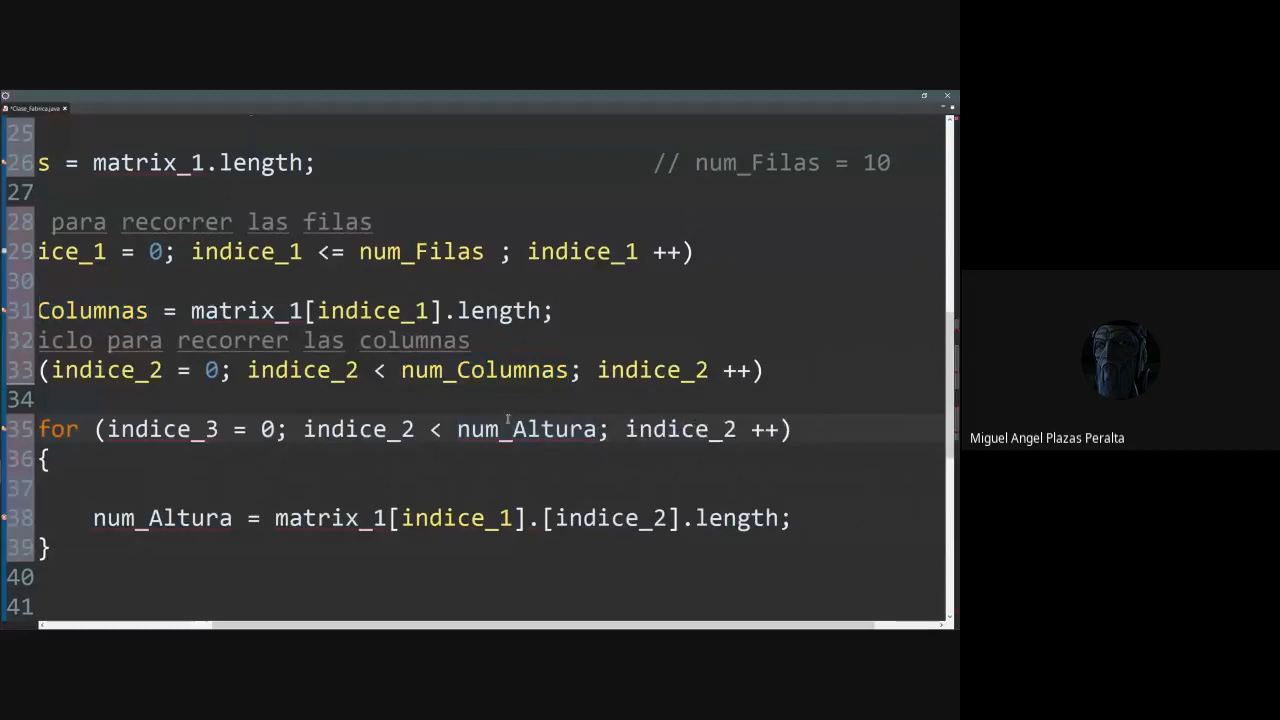 *Clase_Fabrica.java
25
26 s = matrix_1.length; // num_Filas = 10
27
28 para recorrer las filas
29 ice_1 = 0; indice_1 <= num_Filas ; indice_1 ++)
30
31 Columnas = matrix_1[indice_1].length;
32 iclo para recorrer las columnas
33 (indice_2 = 0; indice_2 < num_Columnas; indice_2 ++)
34
35 for (indice_3 = 0; indice_2 < num_Altura; indice_2 ++)
36 {
37
38 num_Altura = matrix_1[indice_1].[indice_2].length;
39 }
40
41
Miguel Angel Plazas Peralta